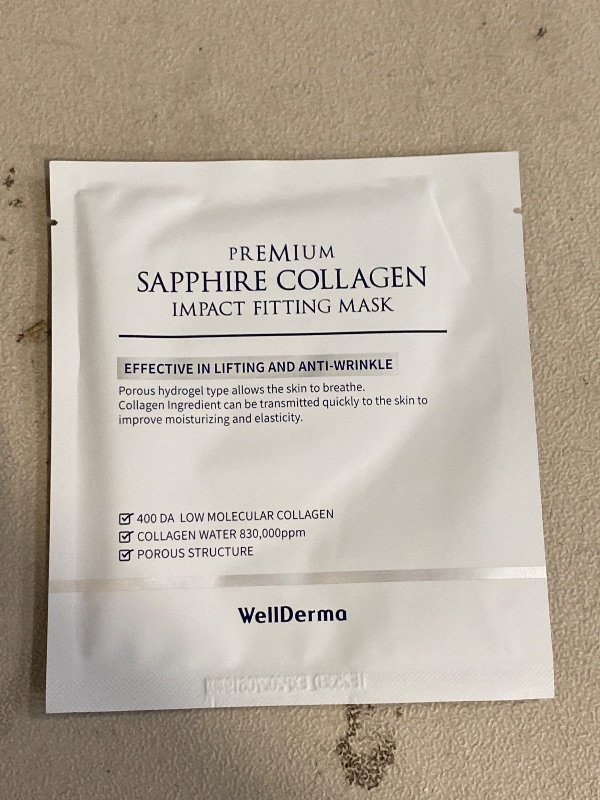 PREMIUM
SAPPHIRE COLLAGEN
IMPACT FITTING MASK
EFFECTIVE IN LIFTING AND ANTI-WRINKLE
Porous hydrogel type allows the skin to breathe.
Collagen Ingredient can be transmitted quickly to the skin to
improve moisturizing and elasticity.
400 DA LOW MOLECULAR COLLAGEN
COLLAGEN WATER 830,000ppm
POROUS STRUCTURE
WellDerma